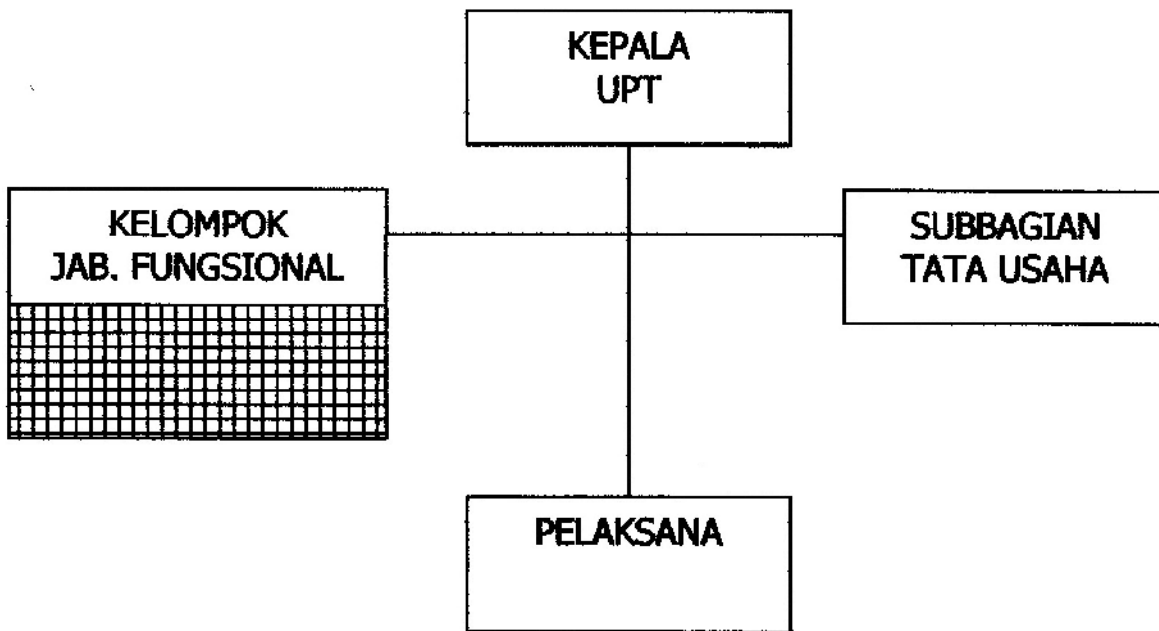 KEPALA
UPT
KELOMPOK
JAB. FUNGSIONAL
SUBBAGIAN
TATA USAHA
PELAKSANA